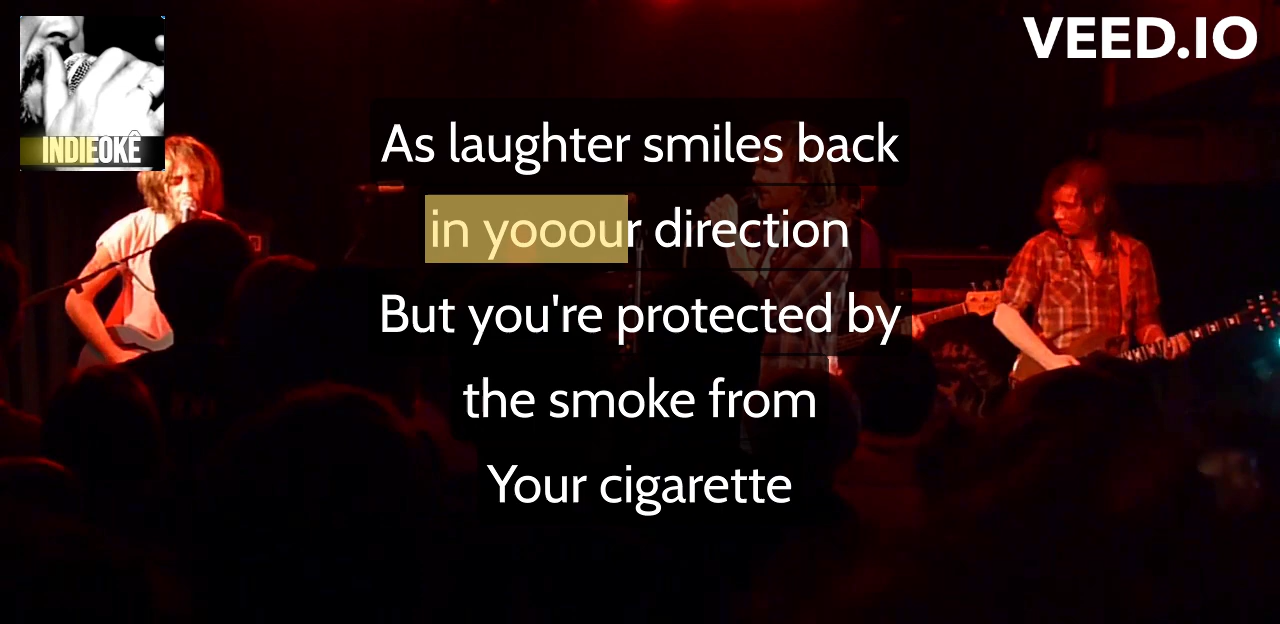 VEED.IO
INDIEOKÊ
As laughter smiles back
in yooour direction
But you're protected by
the smoke from
Your cigarette